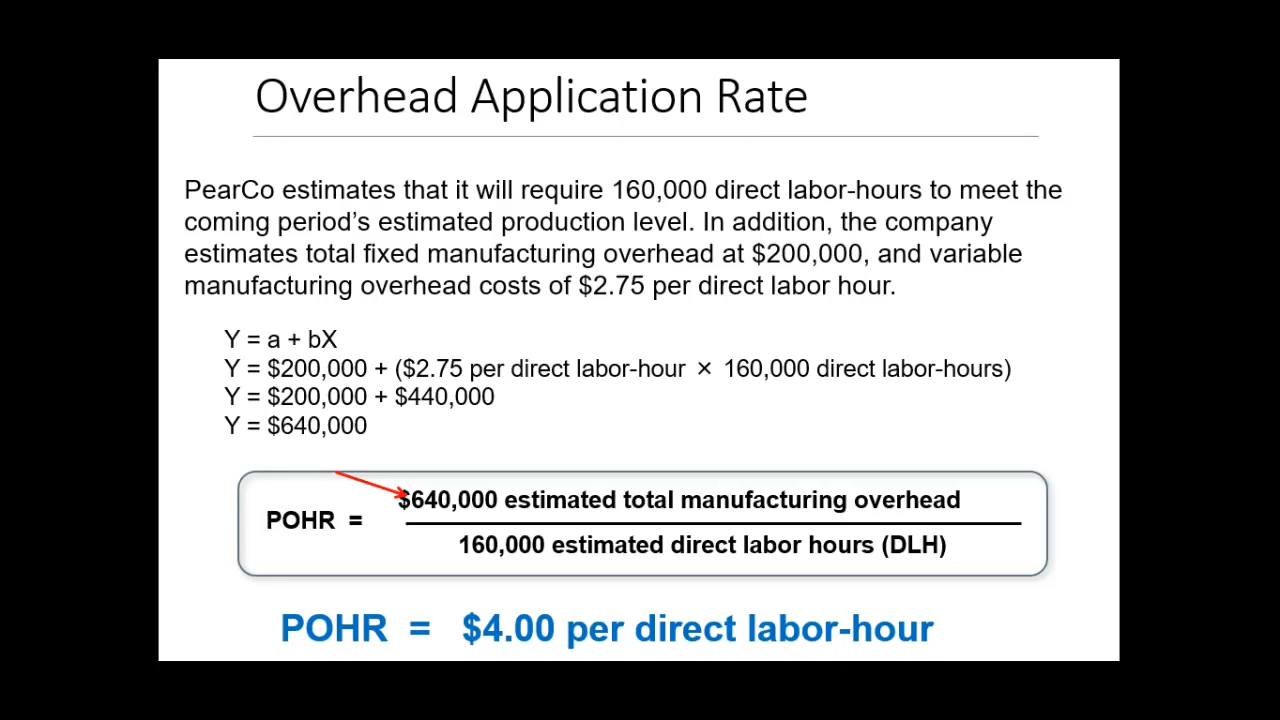 Overhead Application Rate
PearCo estimates that it will require 160,000 direct labor-hours to meet the
coming period's estimated production level. In addition, the company
estimates total fixed manufacturing overhead at $200,000, and variable
manufacturing overhead costs of $2.75 per direct labor hour.
Y = a + bX
Y = $200,000 + ($2.75 per direct labor-hour × 160,000 direct labor-hours)
Y = $200,000 + $440,000
Y = $640,000
$640,000 estimated total manufacturing overhead
POHR =
160,000 estimated direct labor hours (DLH)
POHR = $4.00 per direct labor-hour